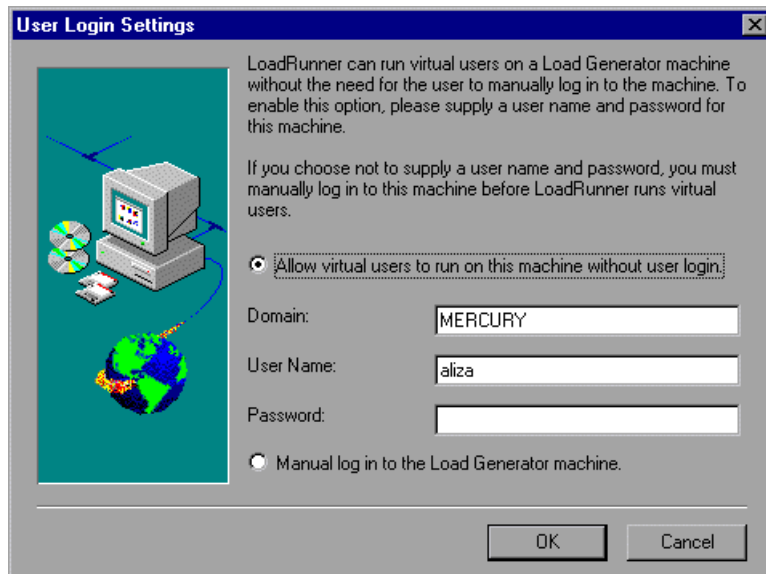 User Login Settings
LoadRunner can run virtual users on a Load Generator machine
without the need for the user to manually log in to the machine. To
enable this option, please supply a user name and password for
this machine.
If you choose not to supply a user name and password, you must
manually log in to this machine before LoadRunner runs virtual
users.
Allow virtual users to run on this machine without user login.
Domain: MERCURY
User Name: aliza
Password:
Manual log in to the Load Generator machine.
OK Cancel